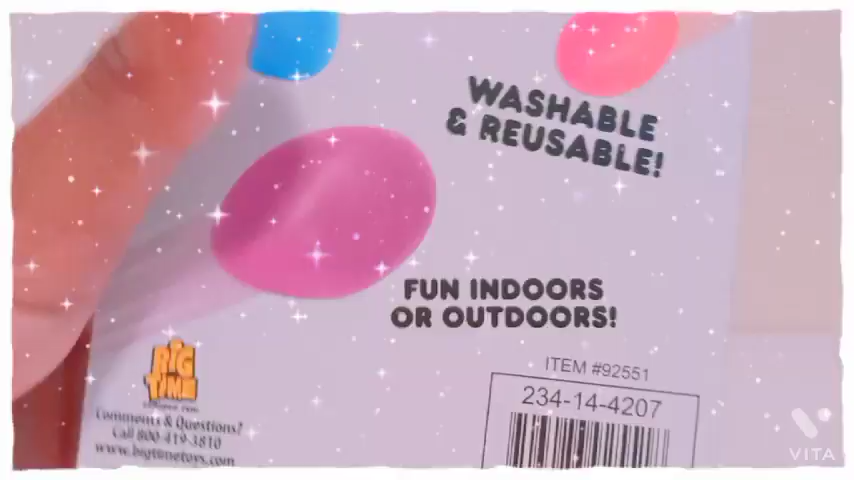 WASHABLE
& REUSABLE!
FUN INDOORS
OR OUTDOORS!
ITEM #92551
234-14-4207
BIG
TIME
Comments & Questions?
Call 800-419-3810
www.bigtimetoys.com
VITA